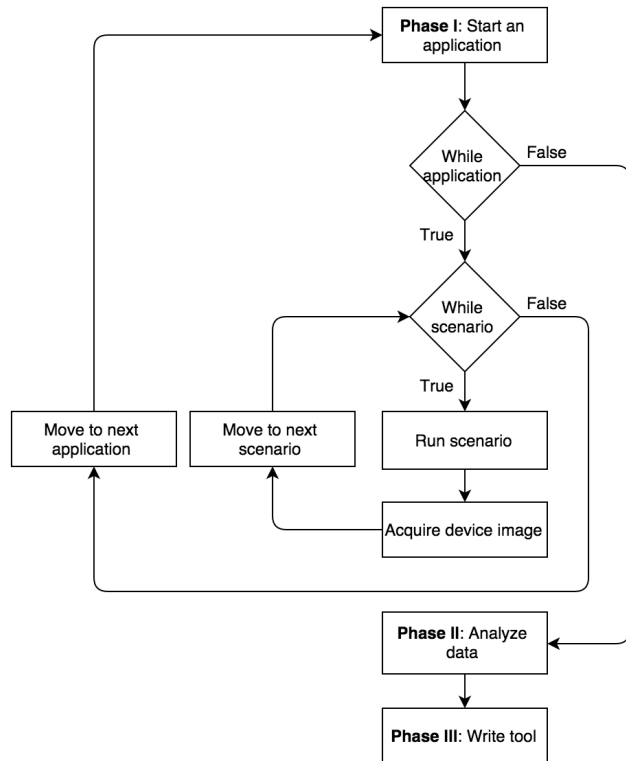 Phase I: Start an
application
While
application
False
True
While
scenario
False
True
Move to next
application
Move to next
scenario
Run scenario
Acquire device image
Phase II: Analyze
data
Phase III: Write tool